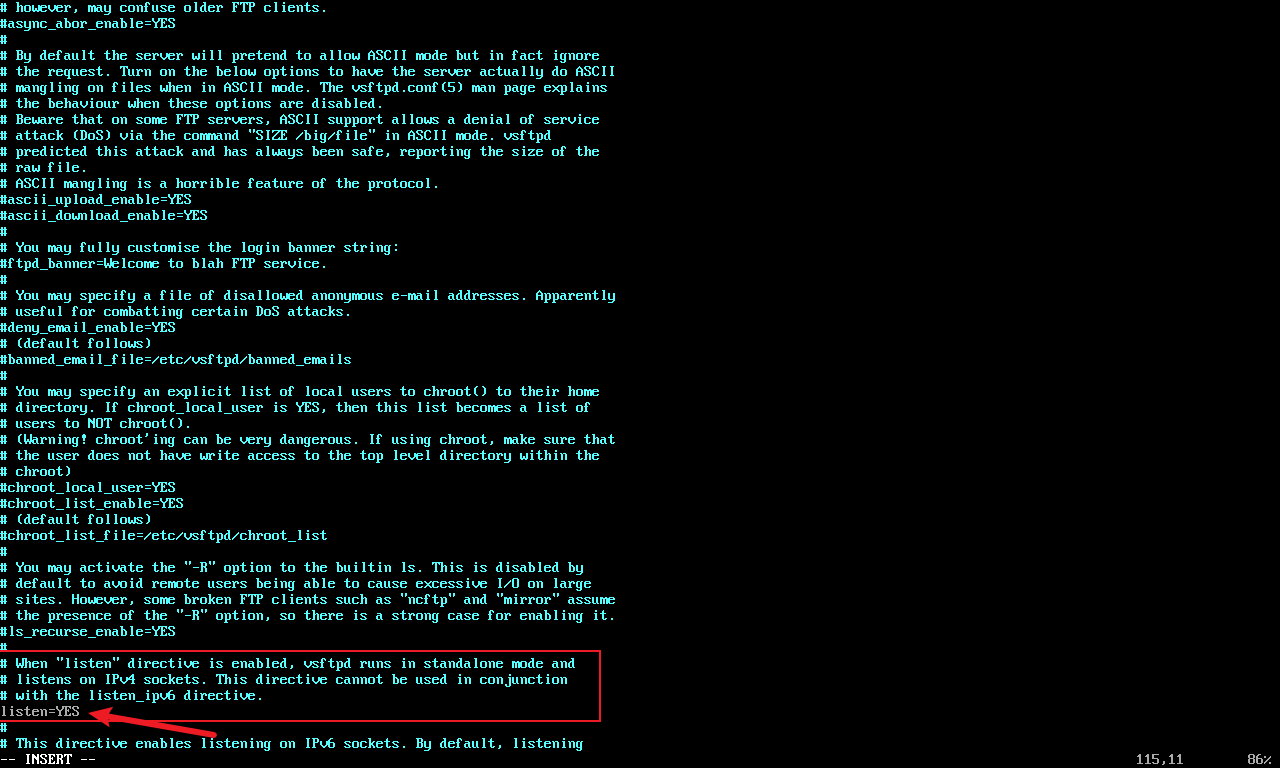 # however, may confuse older FTP clients.
#async_abor_enable=YES
#
# By default the server will pretend to allow ASCII mode but in fact ignore
# the request. Turn on the below options to have the server actually do ASCII
# mangling on files when in ASCII mode. The vsftpd.conf(5) man page explains
# the behaviour when these options are disabled.
# Beware that on some FTP servers, ASCII support allows a denial of service
# attack (DoS) via the command "SIZE /big/file" in ASCII mode. vsftpd
# predicted this attack and has always been safe, reporting the size of the
# raw file.
# ASCII mangling is a horrible feature of the protocol.
#ascii_upload_enable=YES
#ascii_download_enable=YES
#
# You may fully customise the login banner string:
#ftpd_banner=Welcome to blah FTP service.
#
# You may specify a file of disallowed anonymous e-mail addresses. Apparently
# useful for combatting certain DoS attacks.
#deny_email_enable=YES
# (default follows)
#banned_email_file=/etc/vsftpd/banned_emails
#
# You may specify an explicit list of local users to chroot() to their home
# directory. If chroot_local_user is YES, then this list becomes a list of
# users to NOT chroot().
# (Warning! chroot'ing can be very dangerous. If using chroot, make sure that
# the user does not have write access to the top level directory within the
# chroot)
#chroot_local_user=YES
#chroot_list_enable=YES
# (default follows)
#chroot_list_file=/etc/vsftpd/chroot_list
#
# You may activate the "-R" option to the builtin ls. This is disabled by
# default to avoid remote users being able to cause excessive I/O on large
# sites. However, some broken FTP clients such as "ncftp" and "mirror" assume
# the presence of the "-R" option, so there is a strong case for enabling it.
#ls_recurse_enable=YES
#
# When "listen" directive is enabled, vsftpd runs in standalone mode and
# listens on IPv4 sockets. This directive cannot be used in conjunction
# with the listen_ipv6 directive.
listen=YES
#
# This directive enables listening on IPv6 sockets. By default, listening
-- INSERT -- 115,11 86%